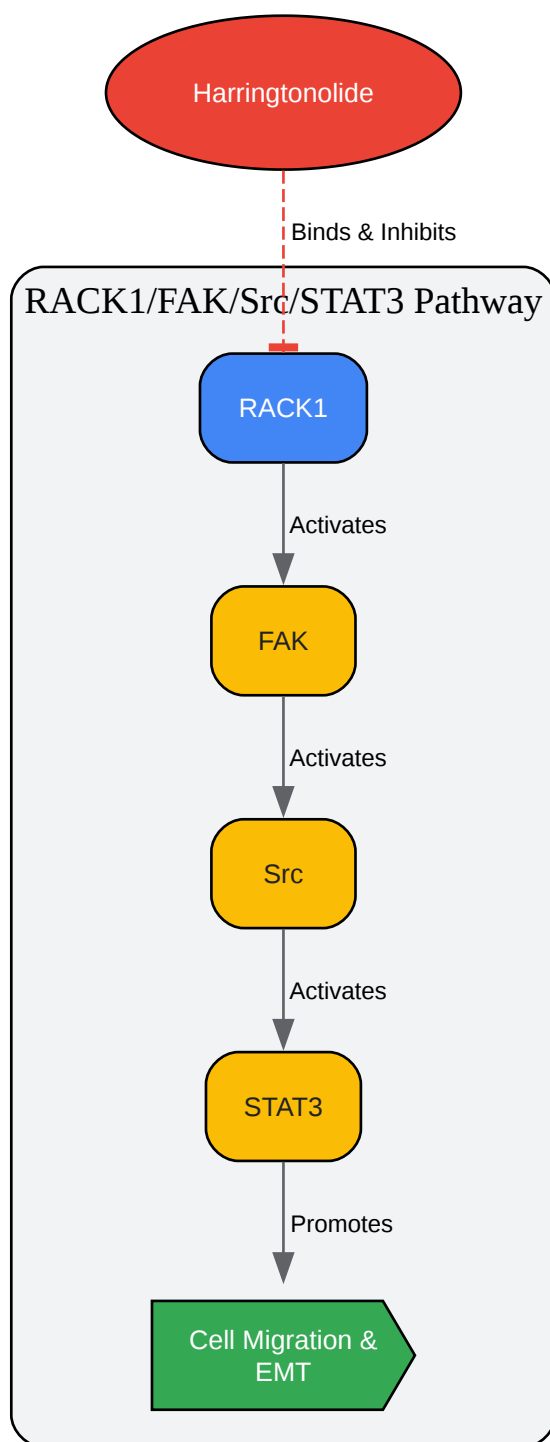 Harringtonolide
Binds & Inhibits
RACK1/FAK/Src/STAT3 Pathway
RACK1
Activates
FAK
Activates
Src
Activates
STAT3
Promotes
Cell Migration &
EMT